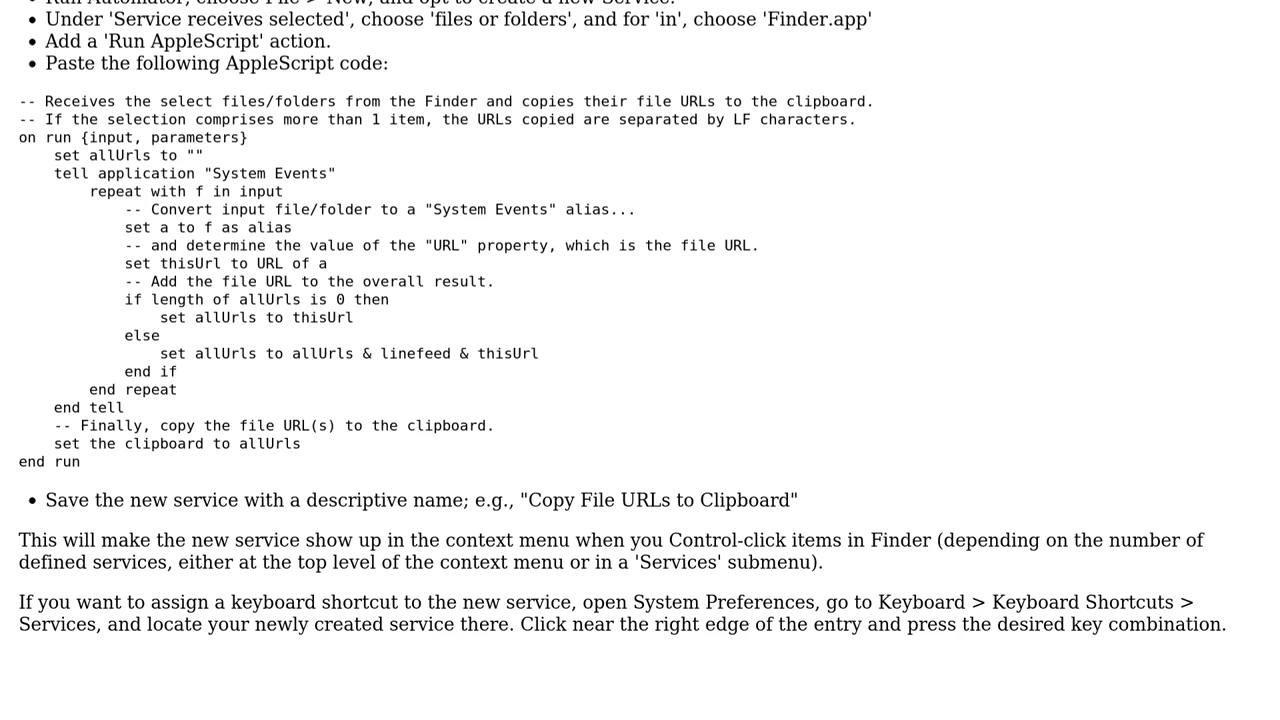 Run Automator, choose File > New, and opt to create a new Service.
• Under 'Service receives selected', choose 'files or folders', and for 'in', choose 'Finder.app'
• Add a 'Run AppleScript' action.
• Paste the following AppleScript code:
-- Receives the select files/folders from the Finder and copies their file URLs to the clipboard.
-- If the selection comprises more than 1 item, the URLs copied are separated by LF characters.
on run {input, parameters}
    set allUrls to ""
    tell application "System Events"
        repeat with f in input
            -- Convert input file/folder to a "System Events" alias...
            set a to f as alias
            -- and determine the value of the "URL" property, which is the file URL.
            set thisUrl to URL of a
            -- Add the file URL to the overall result.
            if length of allUrls is 0 then
                set allUrls to thisUrl
            else
                set allUrls to allUrls & linefeed & thisUrl
            end if
        end repeat
    end tell
    -- Finally, copy the file URL(s) to the clipboard.
    set the clipboard to allUrls
end run
• Save the new service with a descriptive name; e.g., "Copy File URLs to Clipboard"
This will make the new service show up in the context menu when you Control-click items in Finder (depending on the number of
defined services, either at the top level of the context menu or in a 'Services' submenu).
If you want to assign a keyboard shortcut to the new service, open System Preferences, go to Keyboard > Keyboard Shortcuts >
Services, and locate your newly created service there. Click near the right edge of the entry and press the desired key combination.